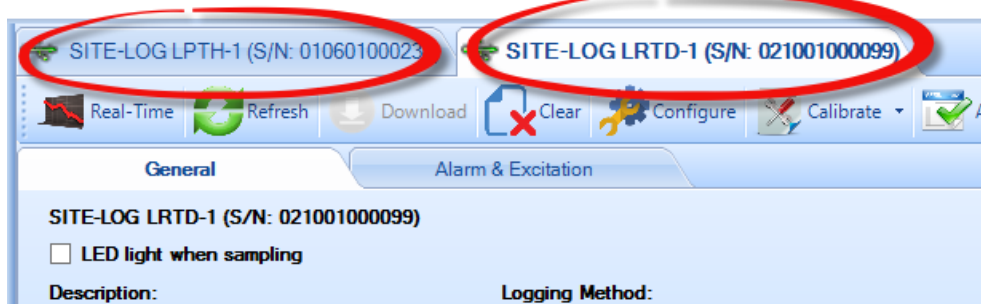 SITE-LOG LPTH-1 (S/N: 01060100023 SITE-LOG LRTD-1 (S/N: 021001000099)
Real-Time Refresh Download Clear Configure Calibrate
General Alarm & Excitation
SITE-LOG LRTD-1 (S/N: 021001000099)
LED light when sampling
Description: Logging Method: